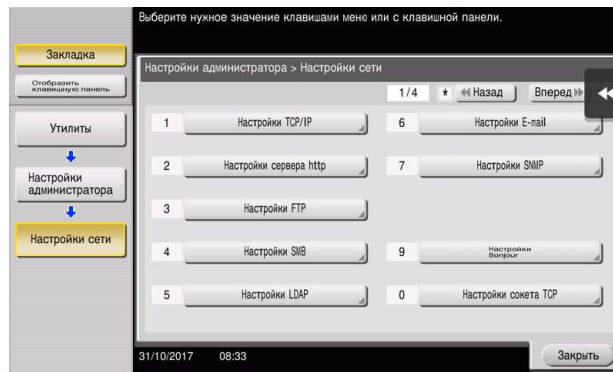 Выберите нужное значение клавишами меню или с клавишной панели.
Закладка
Отобразить
клавишную панель
Утилиты
Настройки
администратора
Настройки сети
Настройки администратора > Настройки сети
1/4 * Назад Вперед
1 Настройки TCP/IP
6 Настройки E-mail
2 Настройки сервера http
7 Настройки SNMP
3 Настройки FTP
4 Настройки SMB
9 Настройки
Bonjour
5 Настройки LDAP
0 Настройки сокета TCP
31/10/2017 08:33
Закрыть